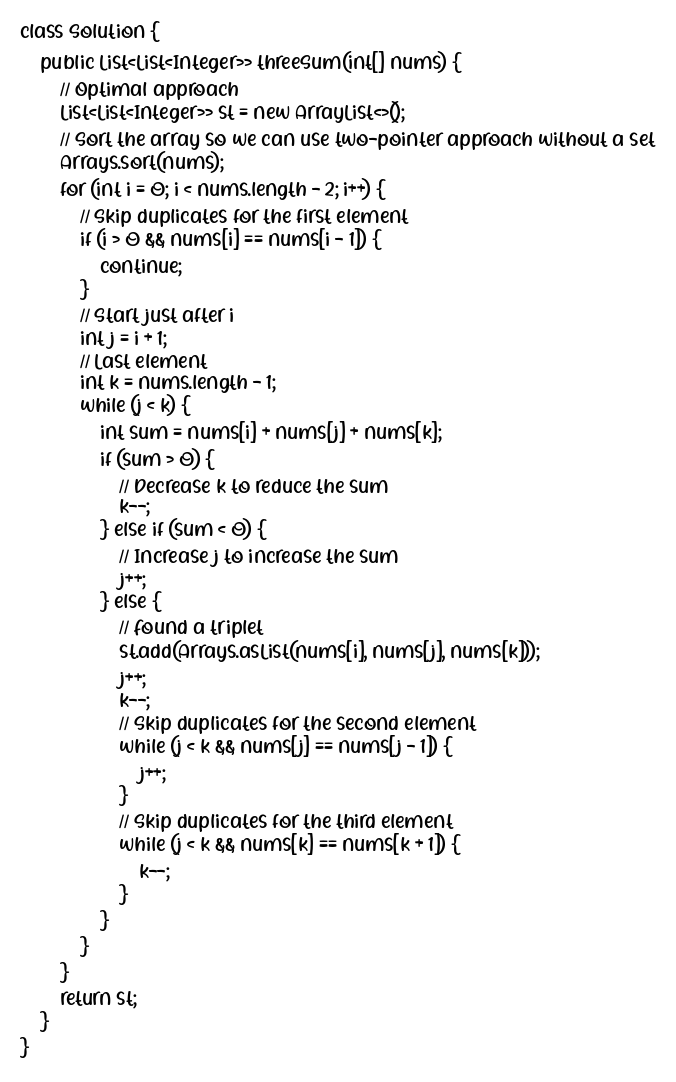 class Solution {
public List<List<Integer>> threeSum(int[] nums) {
// Optimal approach
List<List<Integer>> st = new ArrayList<>();
// Sort the array so we can use two-pointer approach without a set
Arrays.sort(nums);
for (int i = 0; i < nums.length - 2; i++) {
// Skip duplicates for the first element
if (i > 0 && nums[i] == nums[i - 1]) {
continue;
}
// Start just after i
int j = i + 1;
// Last element
int k = nums.length - 1;
while (j < k) {
int sum = nums[i] + nums[j] + nums[k];
if (sum > 0) {
// Decrease k to reduce the sum
k--;
} else if (sum < 0) {
// Increase j to increase the sum
j++;
} else {
// Found a triplet
st.add(Arrays.asList(nums[i], nums[j], nums[k]));
j++;
k--;
// Skip duplicates for the second element
while (j < k && nums[j] == nums[j - 1]) {
j++;
}
// Skip duplicates for the third element
while (j < k && nums[k] == nums[k + 1]) {
k--;
}
}
}
}
return st;
}
}